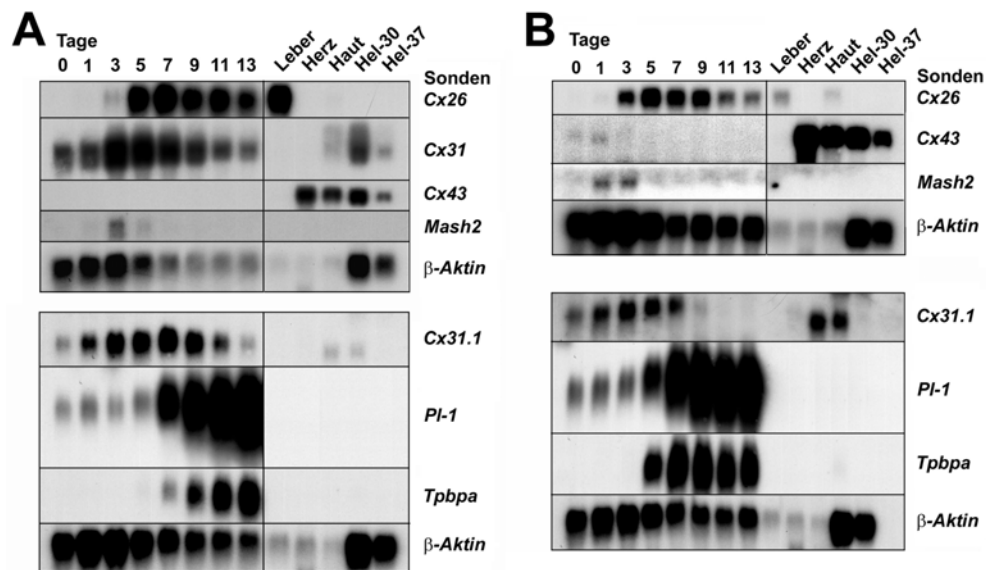 A
Tage
0 1 3 5 7 9 11 13 Leber Herz Haut Hel-30 Hel-37
Sonden
Cx26
Cx31
Cx43
Mash2
β-Aktin
Cx31.1
Pl-1
Tpbpa
β-Aktin
B
Tage
0 1 3 5 7 9 11 13 Leber Herz Haut Hel-30 Hel-37
Sonden
Cx26
Cx43
Mash2
β-Aktin
Cx31.1
Pl-1
Tpbpa
β-Aktin